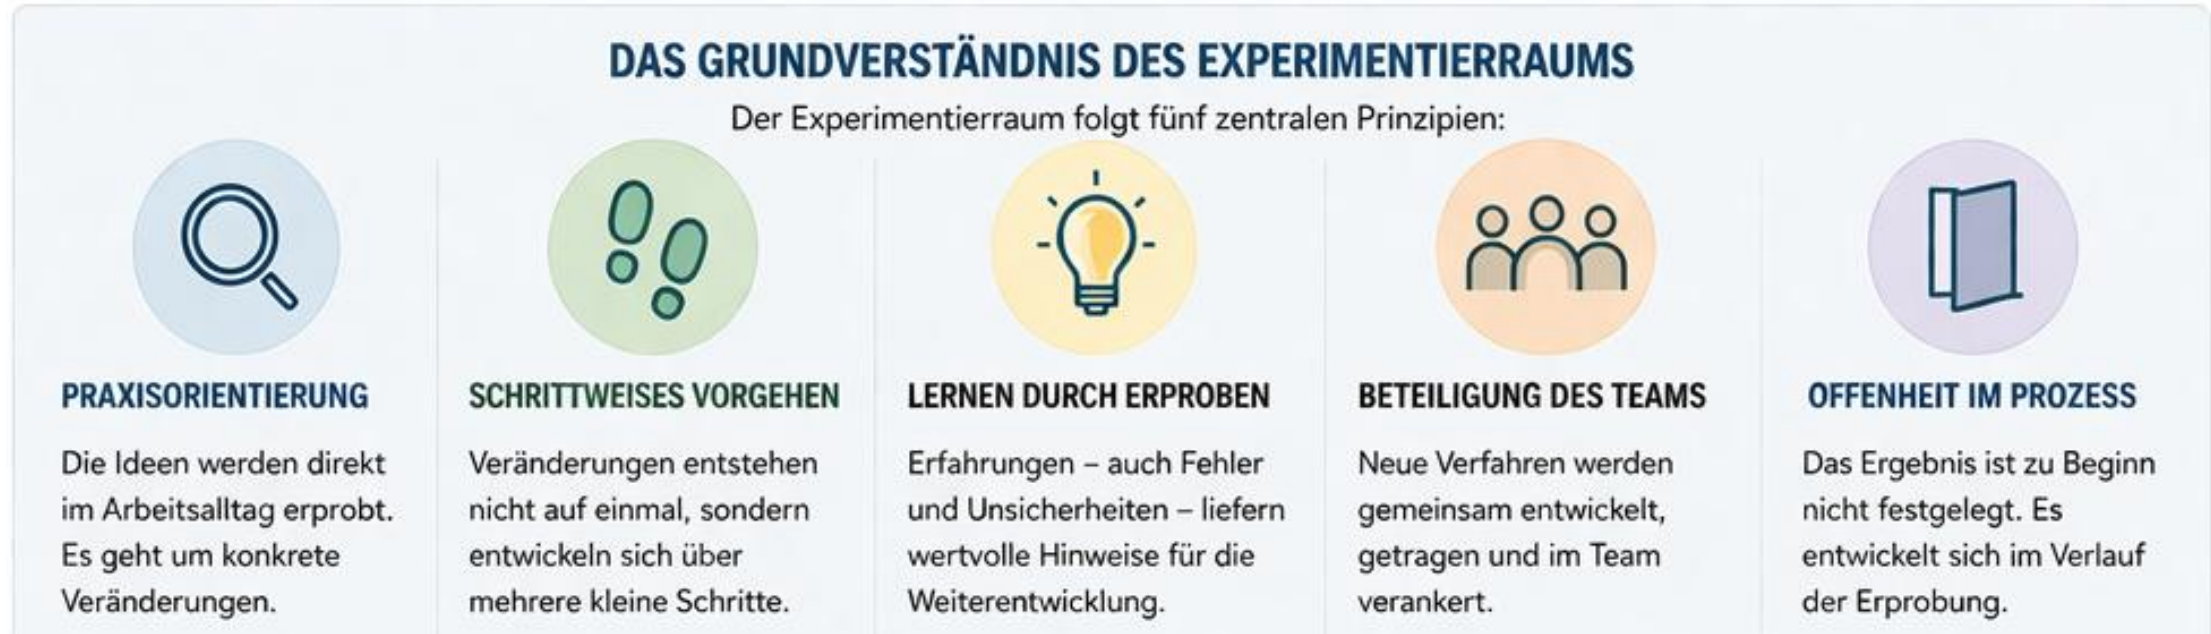 DAS GRUNDVERSTÄNDNIS DES EXPERIMENTIERRAUMS
Der Experimentierraum folgt fünf zentralen Prinzipien:
PRAXISORIENTIERUNG
Die Ideen werden direkt
im Arbeitsalltag erprobt.
Es geht um konkrete
Veränderungen.
SCHRITTWEISES VORGEHEN
Veränderungen entstehen
nicht auf einmal, sondern
entwickeln sich über
mehrere kleine Schritte.
LERNEN DURCH ERPROBEN
Erfahrungen – auch Fehler
und Unsicherheiten – liefern
wertvolle Hinweise für die
Weiterentwicklung.
BETEILIGUNG DES TEAMS
Neue Verfahren werden
gemeinsam entwickelt,
getragen und im Team
verankert.
OFFENHEIT IM PROZESS
Das Ergebnis ist zu Beginn
nicht festgelegt. Es
entwickelt sich im Verlauf
der Erprobung.